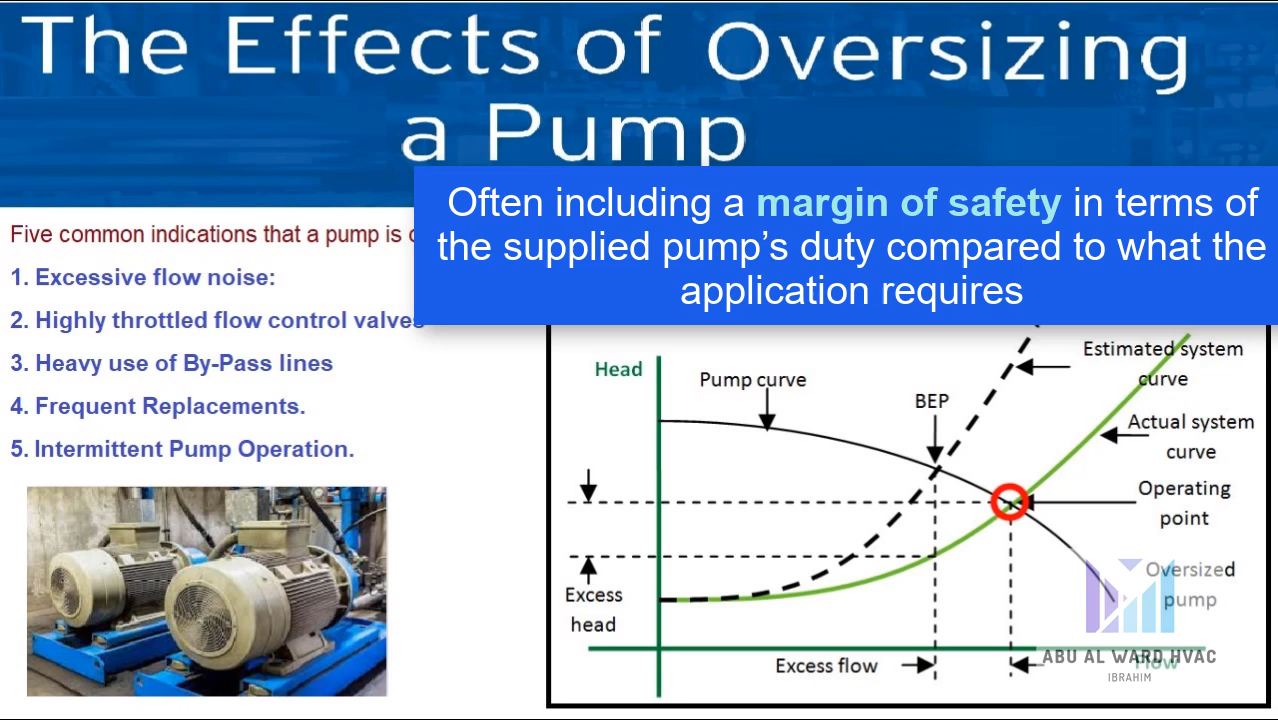 The Effects of Oversizing
a Pump
Often including a margin of safety in terms of
the supplied pump’s duty compared to what the
application requires
Five common indications that a pump is
1. Excessive flow noise:
2. Highly throttled flow control valves
3. Heavy use of By-Pass lines
4. Frequent Replacements.
5. Intermittent Pump Operation.
Head
Pump curve
BEP
Estimated system
curve
Actual system
curve
Operating
point
Oversized
pump
Excess
head
Excess flow
Flow
ABU AL WARD HVAC
IBRAHIM